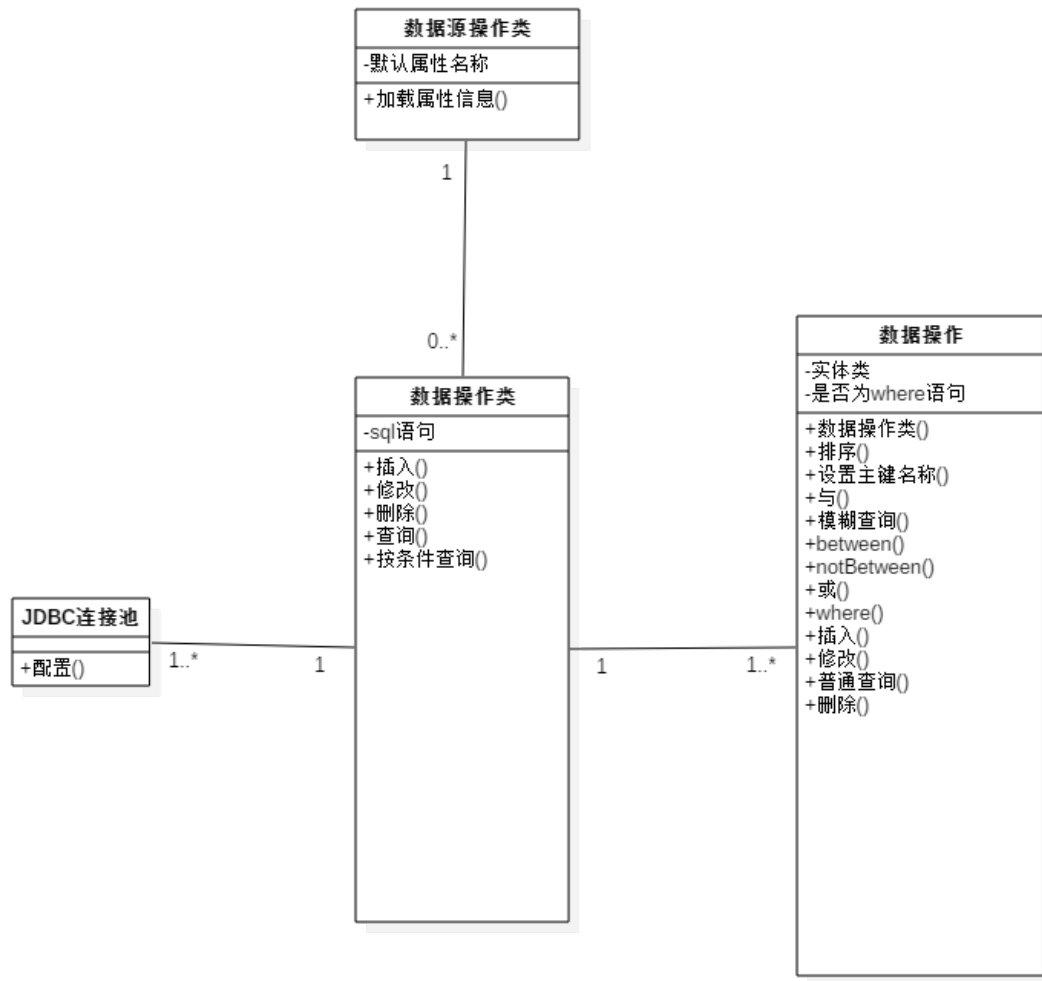 数据源操作类
-默认属性名称
+加载属性信息()
1
0..*
数据操作类
-sql语句
+插入()
+修改()
+删除()
+查询()
+按条件查询()
JDBC连接池
+配置()
1..*
1
1
1..*
数据操作
-实体类
-是否为where语句
+数据操作类()
+排序()
+设置主键名称()
+与()
+模糊查询()
+between()
+notBetween()
+或()
+where()
+插入()
+修改()
+普通查询()
+删除()